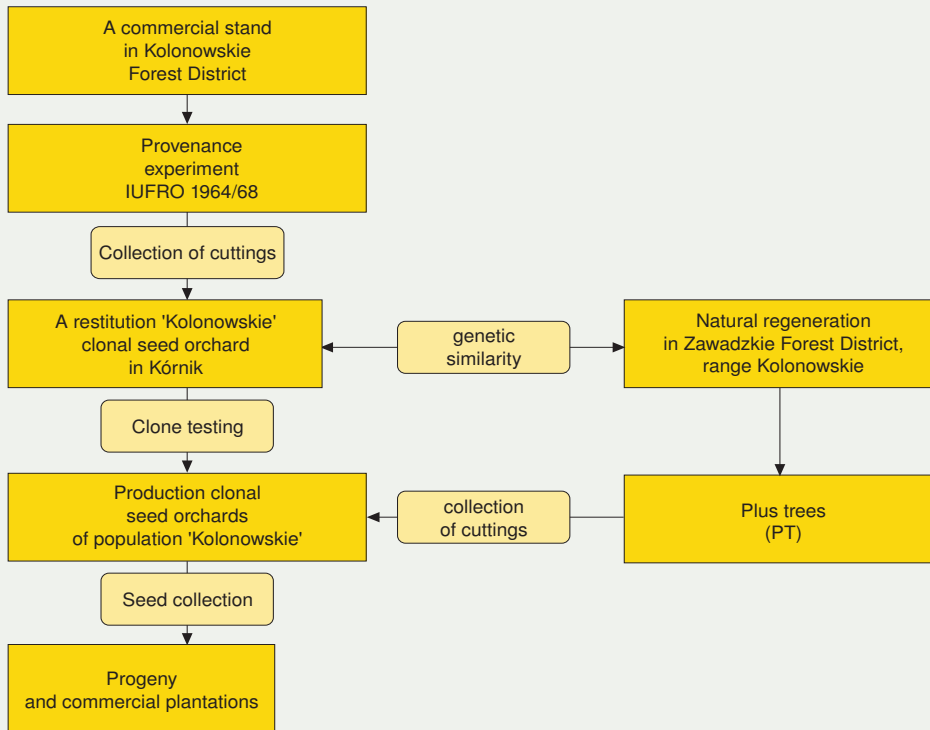 A commercial stand
in Kolonowskie
Forest District
Provenance
experiment
IUFRO 1964/68
Collection of cuttings
A restitution 'Kolonowskie'
clonal seed orchard
in Kórnik
genetic
similarity
Natural regeneration
in Zawadzkie Forest District,
range Kolonowskie
Clone testing
Production clonal
seed orchards
of population 'Kolonowskie'
collection
of cuttings
Plus trees
(PT)
Seed collection
Progeny
and commercial plantations